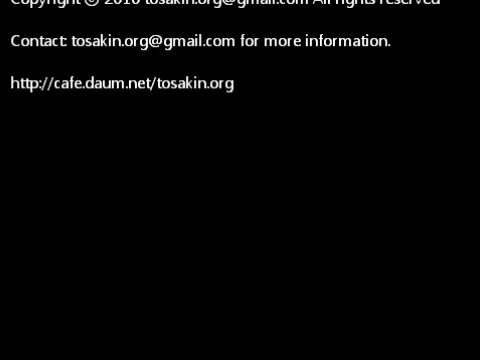 Copyright ⓒ 2010 tosakin.org@gmail.com All rights reserved
Contact: tosakin.org@gmail.com for more information.
http://cafe.daum.net/tosakin.org